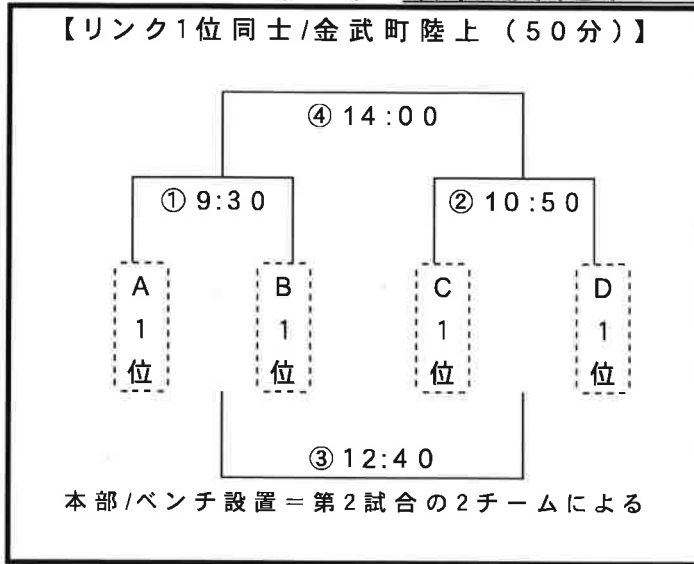 【リンク1位同士/金武町陸上（50分）】
④ 14:00
① 9:30
② 10:50
A 1 位
B 1 位
C 1 位
D 1 位
③ 12:40
本部/ベンチ設置＝第2試合の2チームによる